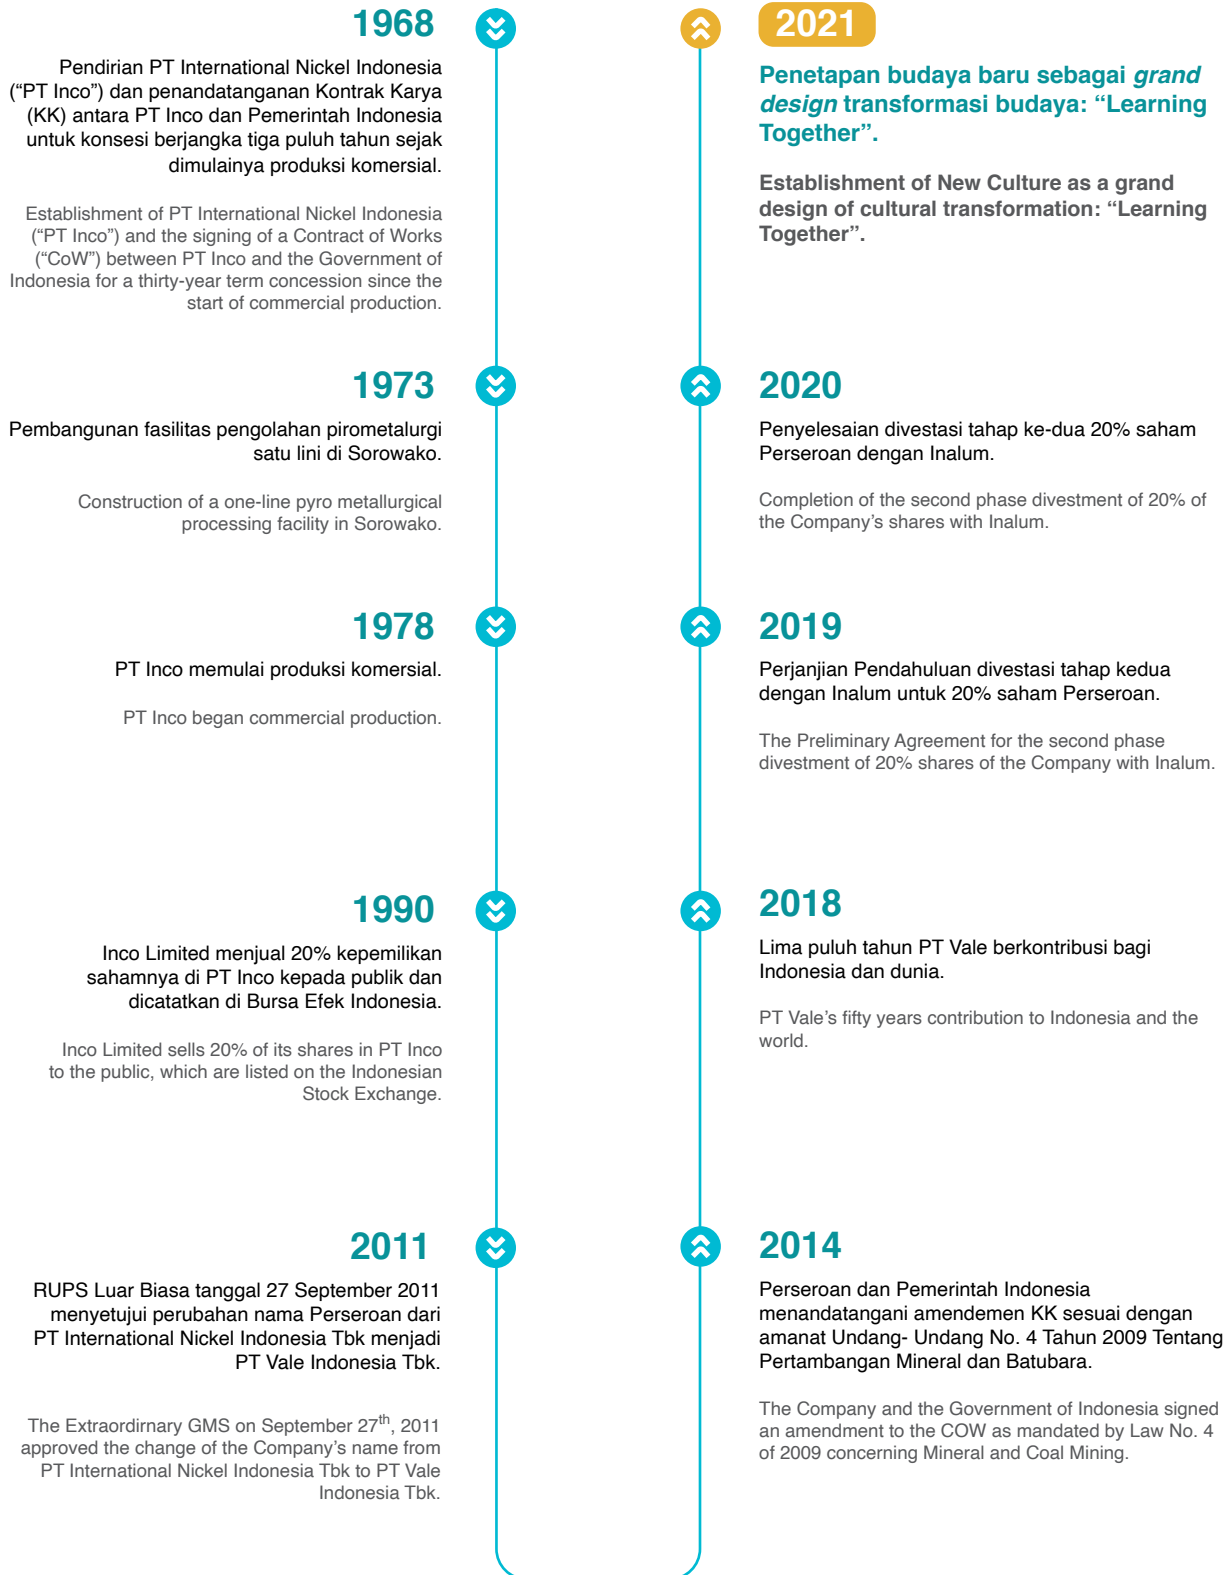 1968
Pendirian PT International Nickel Indonesia
(“PT Inco”) dan penandatanganan Kontrak Karya
(KK) antara PT Inco dan Pemerintah Indonesia
untuk konsesi berjangka tiga puluh tahun sejak
dimulainya produksi komersial.
Establishment of PT International Nickel Indonesia
(“PT Inco”) and the signing of a Contract of Works
(“CoW”) between PT Inco and the Government of
Indonesia for a thirty-year term concession since the
start of commercial production.
1973
Pembangunan fasilitas pengolahan pirometalurgi
satu lini di Sorowako.
Construction of a one-line pyro metallurgical
processing facility in Sorowako.
1978
PT Inco memulai produksi komersial.
PT Inco began commercial production.
1990
Inco Limited menjual 20% kepemilikan
sahamnya di PT Inco kepada publik dan
dicatatkan di Bursa Efek Indonesia.
Inco Limited sells 20% of its shares in PT Inco
to the public, which are listed on the Indonesian
Stock Exchange.
2011
RUPS Luar Biasa tanggal 27 September 2011
menyetujui perubahan nama Perseroan dari
PT International Nickel Indonesia Tbk menjadi
PT Vale Indonesia Tbk.
The Extraordirnary GMS on September 27th, 2011
approved the change of the Company’s name from
PT International Nickel Indonesia Tbk to PT Vale
Indonesia Tbk.
2021
Penetapan budaya baru sebagai grand
design transformasi budaya: “Learning
Together”.
Establishment of New Culture as a grand
design of cultural transformation: “Learning
Together”.
2020
Penyelesaian divestasi tahap ke-dua 20% saham
Perseroan dengan Inalum.
Completion of the second phase divestment of 20% of
the Company’s shares with Inalum.
2019
Perjanjian Pendahuluan divestasi tahap kedua
dengan Inalum untuk 20% saham Perseroan.
The Preliminary Agreement for the second phase
divestment of 20% shares of the Company with Inalum.
2018
Lima puluh tahun PT Vale berkontribusi bagi
Indonesia dan dunia.
PT Vale’s fifty years contribution to Indonesia and the
world.
2014
Perseroan dan Pemerintah Indonesia
menandatangani amendemen KK sesuai dengan
amanat Undang- Undang No. 4 Tahun 2009 Tentang
Pertambangan Mineral dan Batubara.
The Company and the Government of Indonesia signed
an amendment to the COW as mandated by Law No. 4
of 2009 concerning Mineral and Coal Mining.